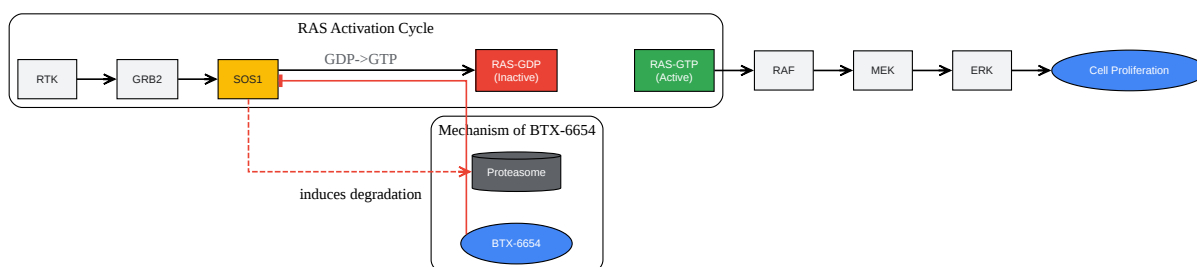 RAS Activation Cycle
RTK
GRB2
SOS1
GDP->GTP
RAS-GDP
(Inactive)
RAS-GTP
(Active)
RAF
MEK
ERK
Cell Proliferation
Mechanism of BTX-6654
Proteasome
induces degradation
BTX-6654